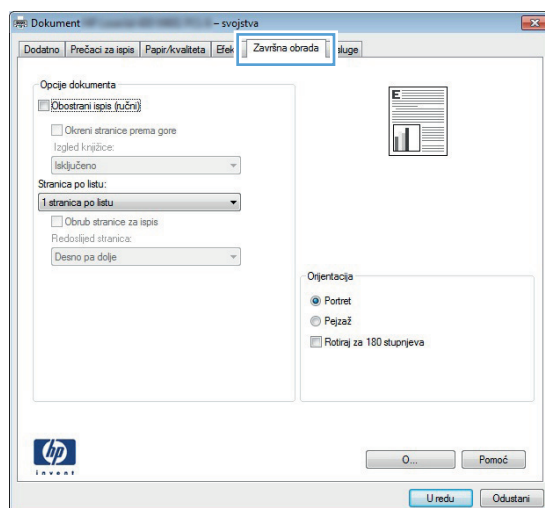 Dokument
– svojstva
Dodatno Prečaci za ispis Papir/kvaliteta Završna obrada
Opcije dokumenta
Obostrani ispis (ručni)
Okreni stranice prema gore
Izgled knjižice:
Isključeno
Stranica po listu:
1 stranica po listu
Obrub stranice za ispis
Redoslijed stranica:
Desno pa dolje
E
Orijentacija
Portret
Pejzaž
Rotiraj za 180 stupnjeva
hp
invent
O... Pomoć
U redu Odustani